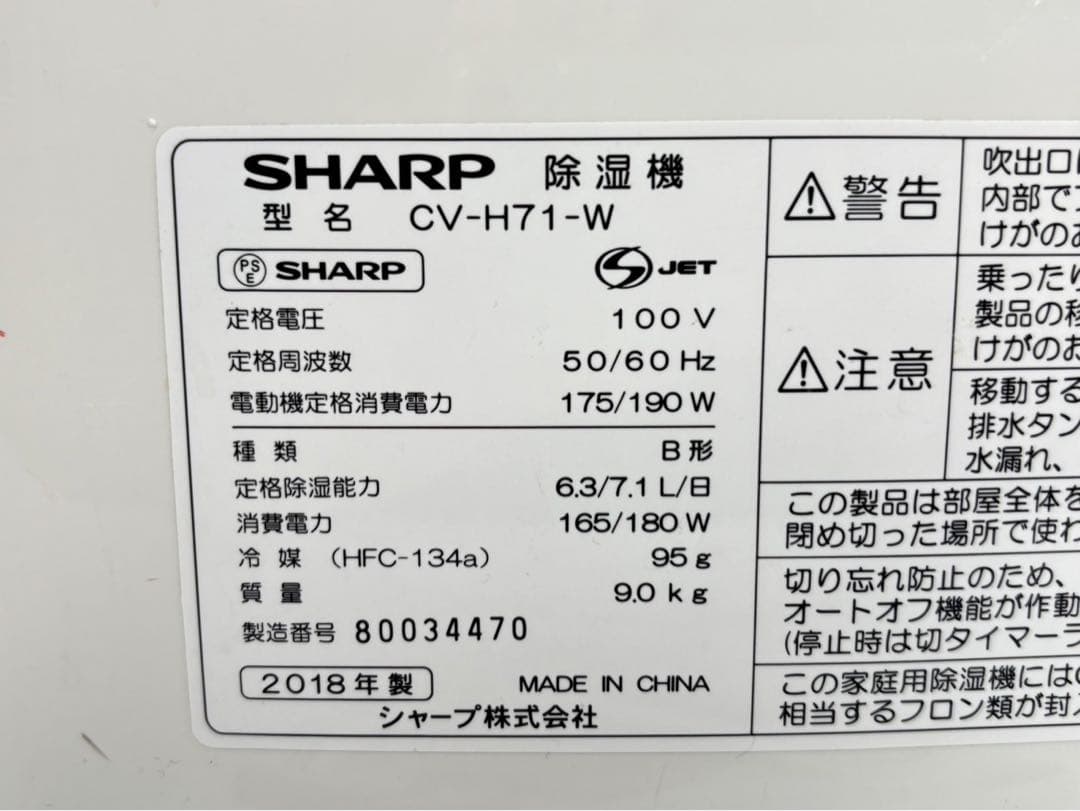 SHARP 除湿機
型名 CV-H71-W
PSE SHARP
JET
定格電圧 100 V
定格周波数 50/60 Hz
電動機定格消費電力 175/190 W
種類 B形
定格除湿能力 6.3/7.1 L/日
消費電力 165/180 W
冷媒 (HFC-134a) 95 g
質量 9.0 kg
製造番号 80034470
2018年製 MADE IN CHINA
シャープ株式会社
警告
吹出口
内部で
けがのお
注意
乗ったり
製品の移
けがのお
移動する
排水タン
水漏れ、
この製品は部屋全体を
閉め切った場所で使わ
切り忘れ防止のため、
オートオフ機能が作動
(停止時は切タイマーラ
この家庭用除湿機には
相当するフロン類が封入